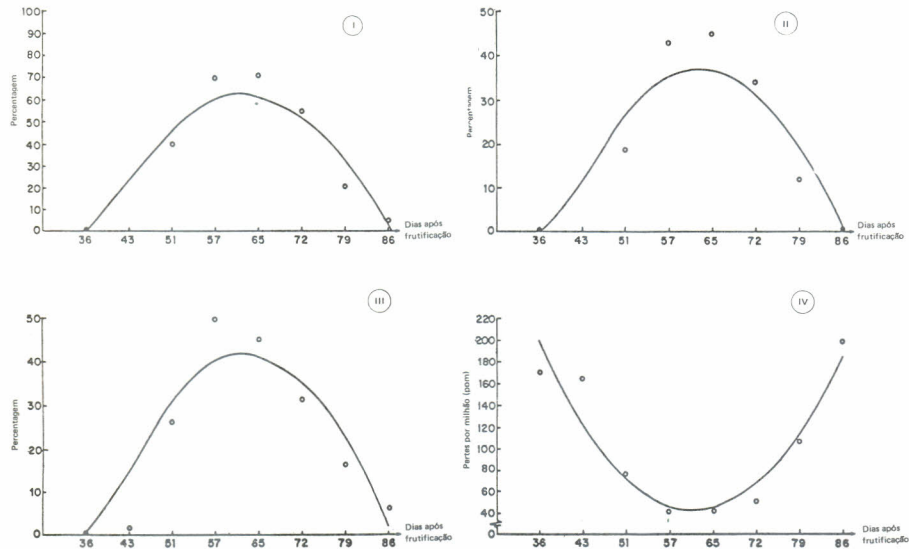 I
100
90
80
70
60
50
40
30
20
10
0
Percentagem
36 43 51 57 65 72 79 86
Dias após
frutificação
II
50
40
30
20
10
0
Percentagem
36 43 51 57 65 72 79 86
Dias após
frutificação
III
50
40
30
20
10
0
Percentagem
36 43 51 57 65 72 79 86
Dias após
frutificação
IV
220
200
180
160
140
120
100
80
60
40
0
Partes por milhão (ppm)
36 43 51 57 65 72 79 86
Dias após
frutificação